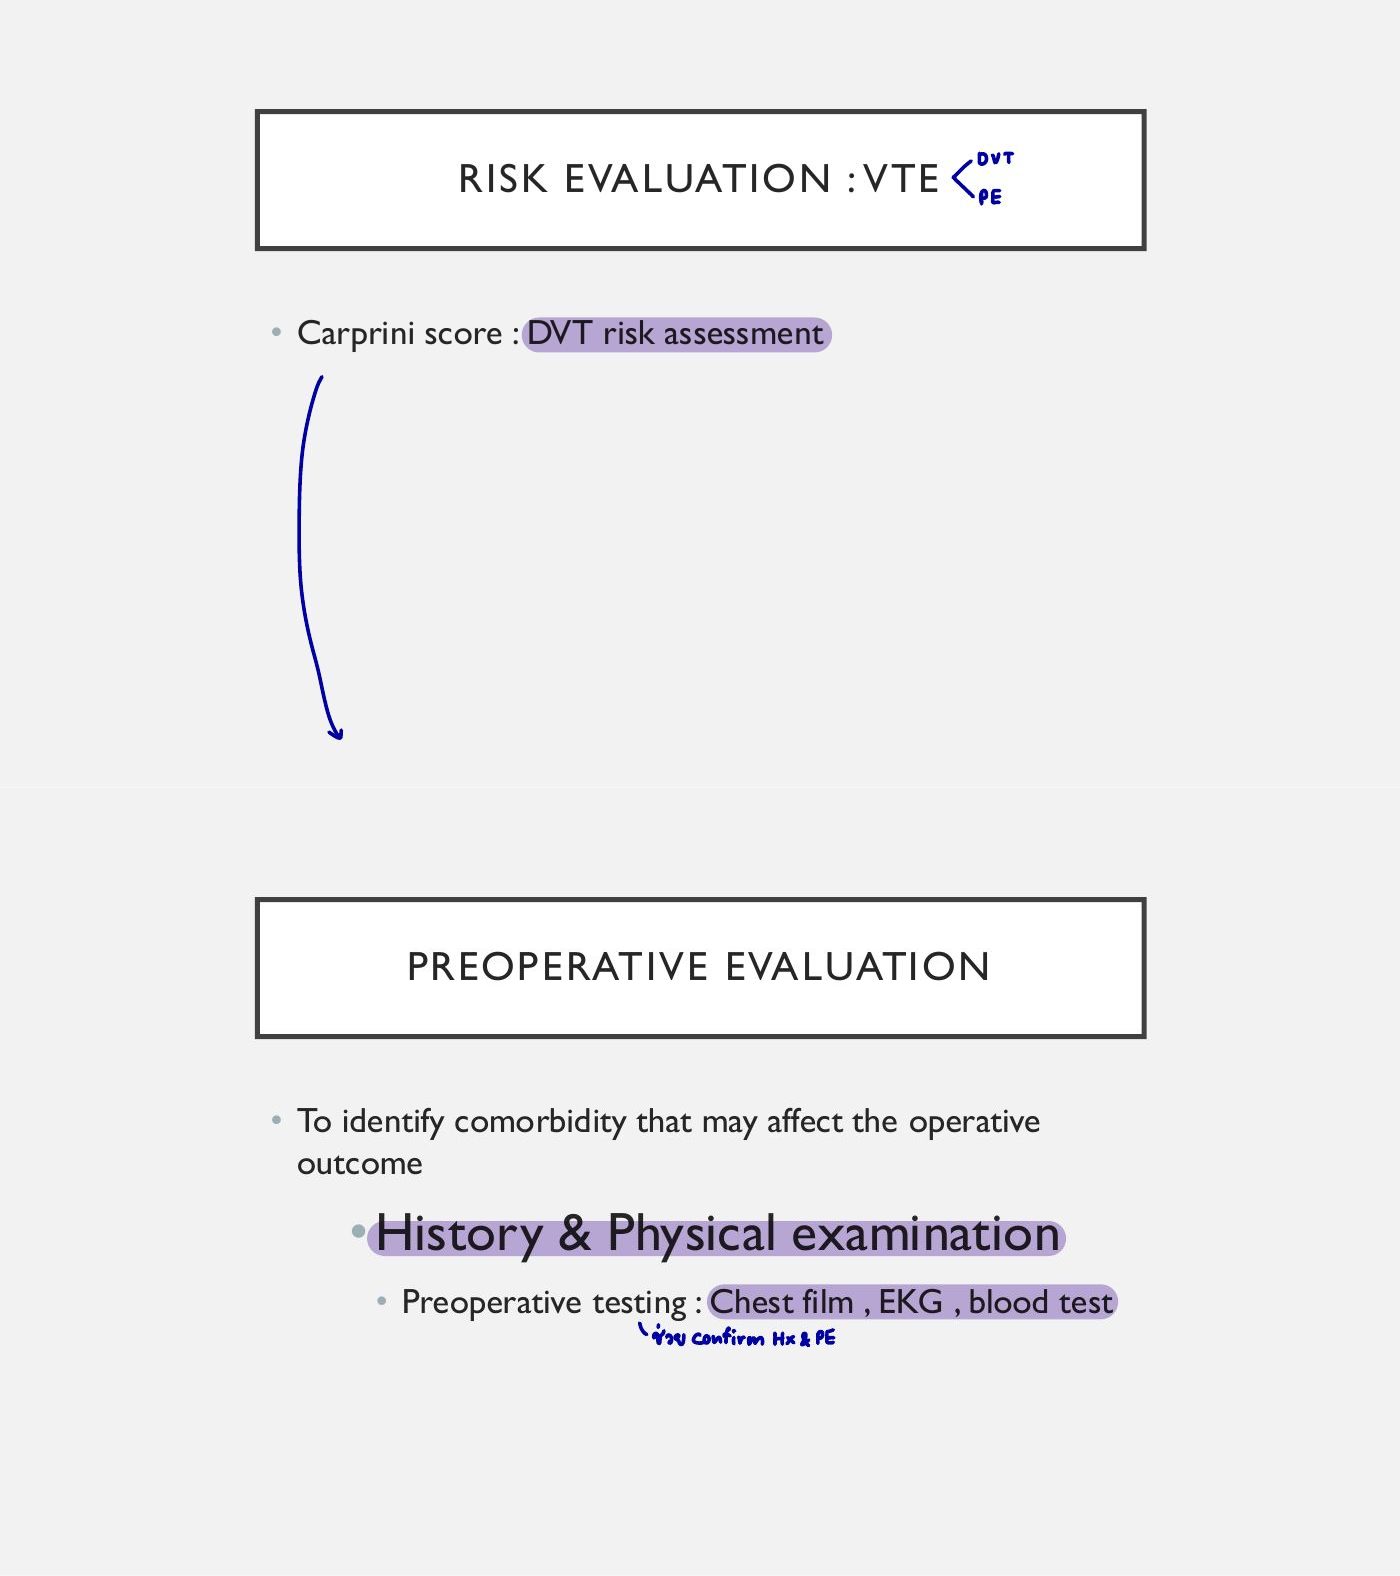 RISK EVALUATION : VTE
DVT
PE
• Carprini score : DVT risk assessment
PREOPERATIVE EVALUATION
• To identify comorbidity that may affect the operative
outcome
• History & Physical examination
• Preoperative testing : Chest film , EKG , blood test
ช่วย confirm Hx & PE